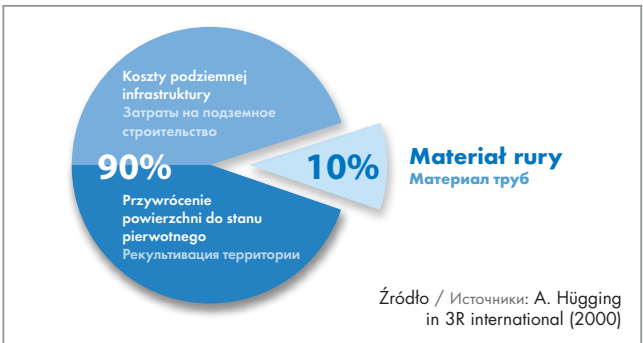 Koszty podziemnej
infrastruktury
Затраты на подземное
строительство
90%
Przywrócenie
powierzchni do stanu
pierwotnego
Рекультивация территории
10%
Materiał rury
Материал труб
Źródło / Источники: A. Hügging
in 3R international (2000)